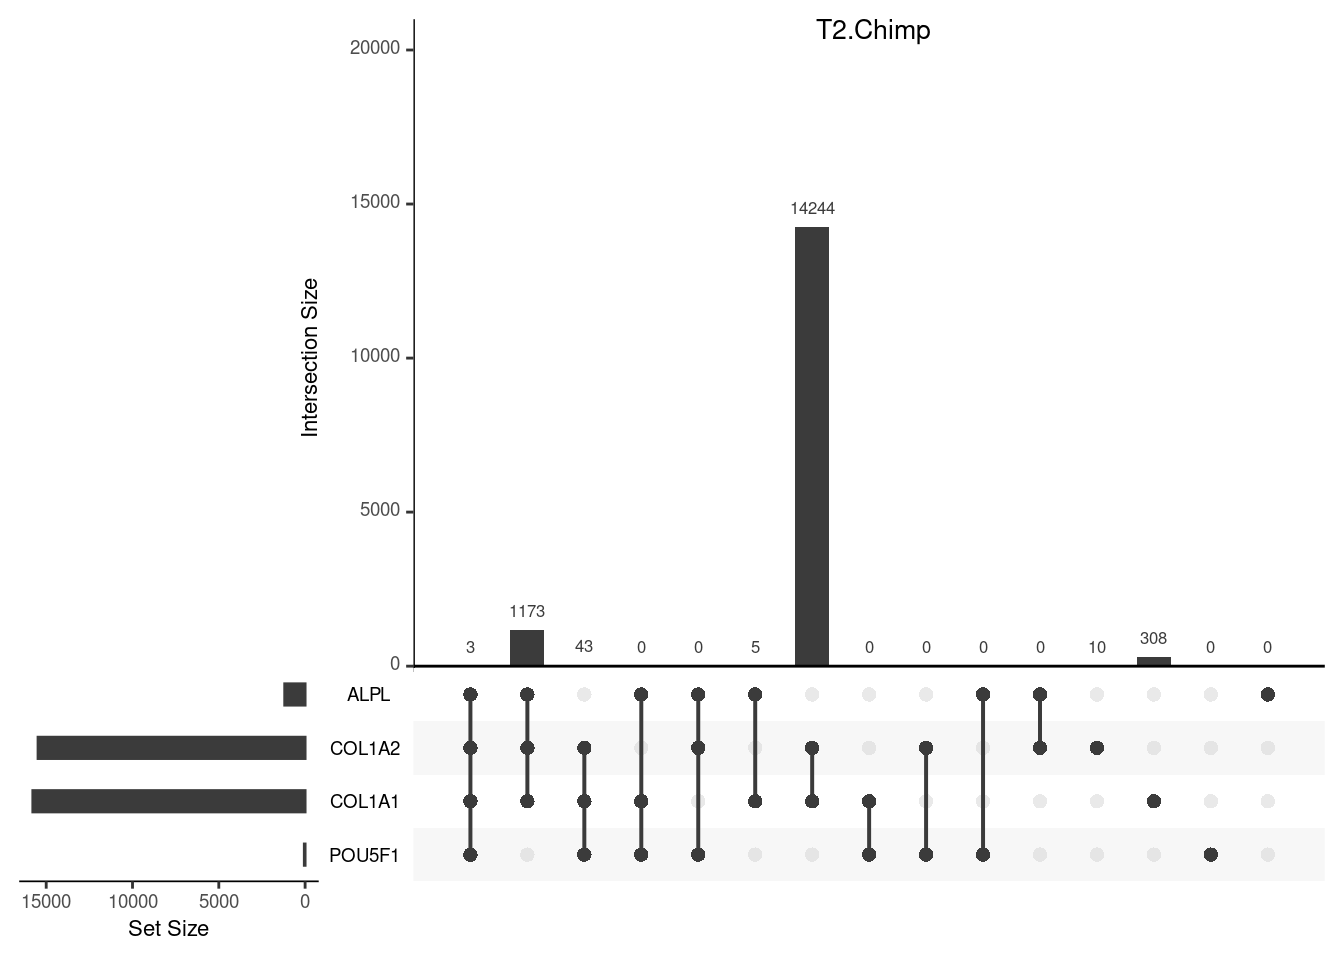 T2.Chimp
20000
15000
10000
5000
0
Intersection Size
14244
1173
3 43 0 0 5 0 0 0 0 10 308 0 0
ALPL
COL1A2
COL1A1
POU5F1
15000 10000 5000 0
Set Size